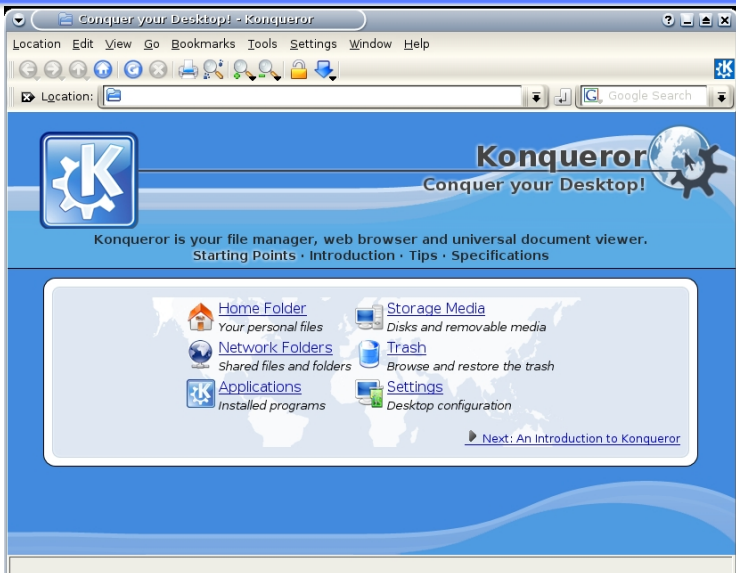 Conquer your Desktop! - Konqueror
Location Edit View Go Bookmarks Tools Settings Window Help
Location:
Google Search
Konqueror
Conquer your Desktop!
Konqueror is your file manager, web browser and universal document viewer.
Starting Points · Introduction · Tips · Specifications
Home Folder
Your personal files
Storage Media
Disks and removable media
Network Folders
Shared files and folders
Trash
Browse and restore the trash
Applications
Installed programs
Settings
Desktop configuration
Next: An Introduction to Konqueror